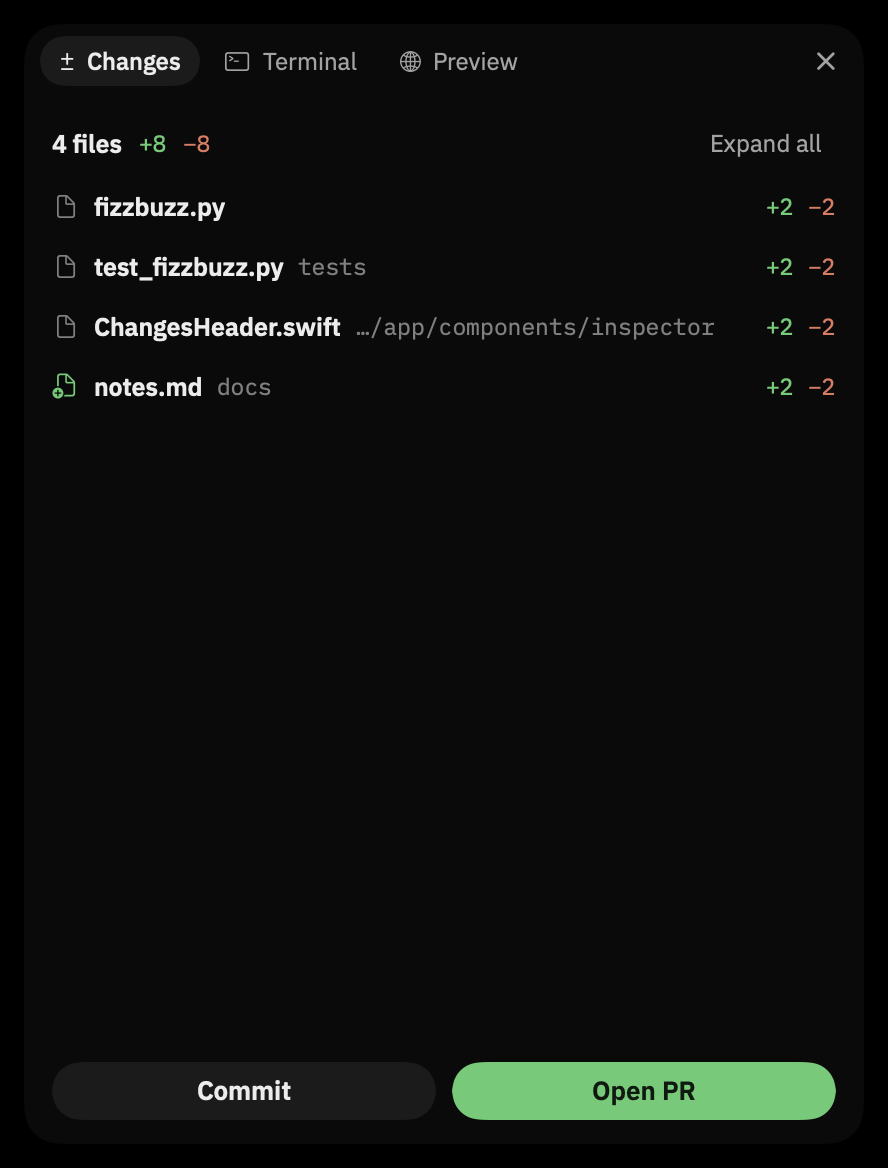 ± Changes Terminal Preview
4 files +8 −8 Expand all
fizzbuzz.py +2 −2
test_fizzbuzz.py tests +2 −2
ChangesHeader.swift …/app/components/inspector +2 −2
notes.md docs +2 −2
Commit Open PR